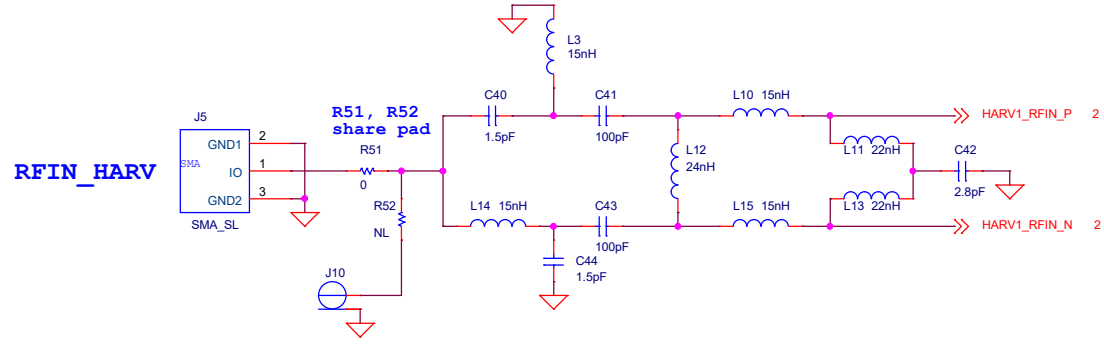 L3
15nH
C40
1.5pF
C41
100pF
L10 15nH
HARV1_RFIN_P 2
R51, R52
share pad
J5
GND1 2
SMA
IO 1
GND2 3
SMA_SL
RFIN_HARV
R51
0
R52
NL
L12
24nH
L11 22nH
C42
2.8pF
L13 22nH
L14 15nH
C43
100pF
L15 15nH
HARV1_RFIN_N 2
C44
1.5pF
J10